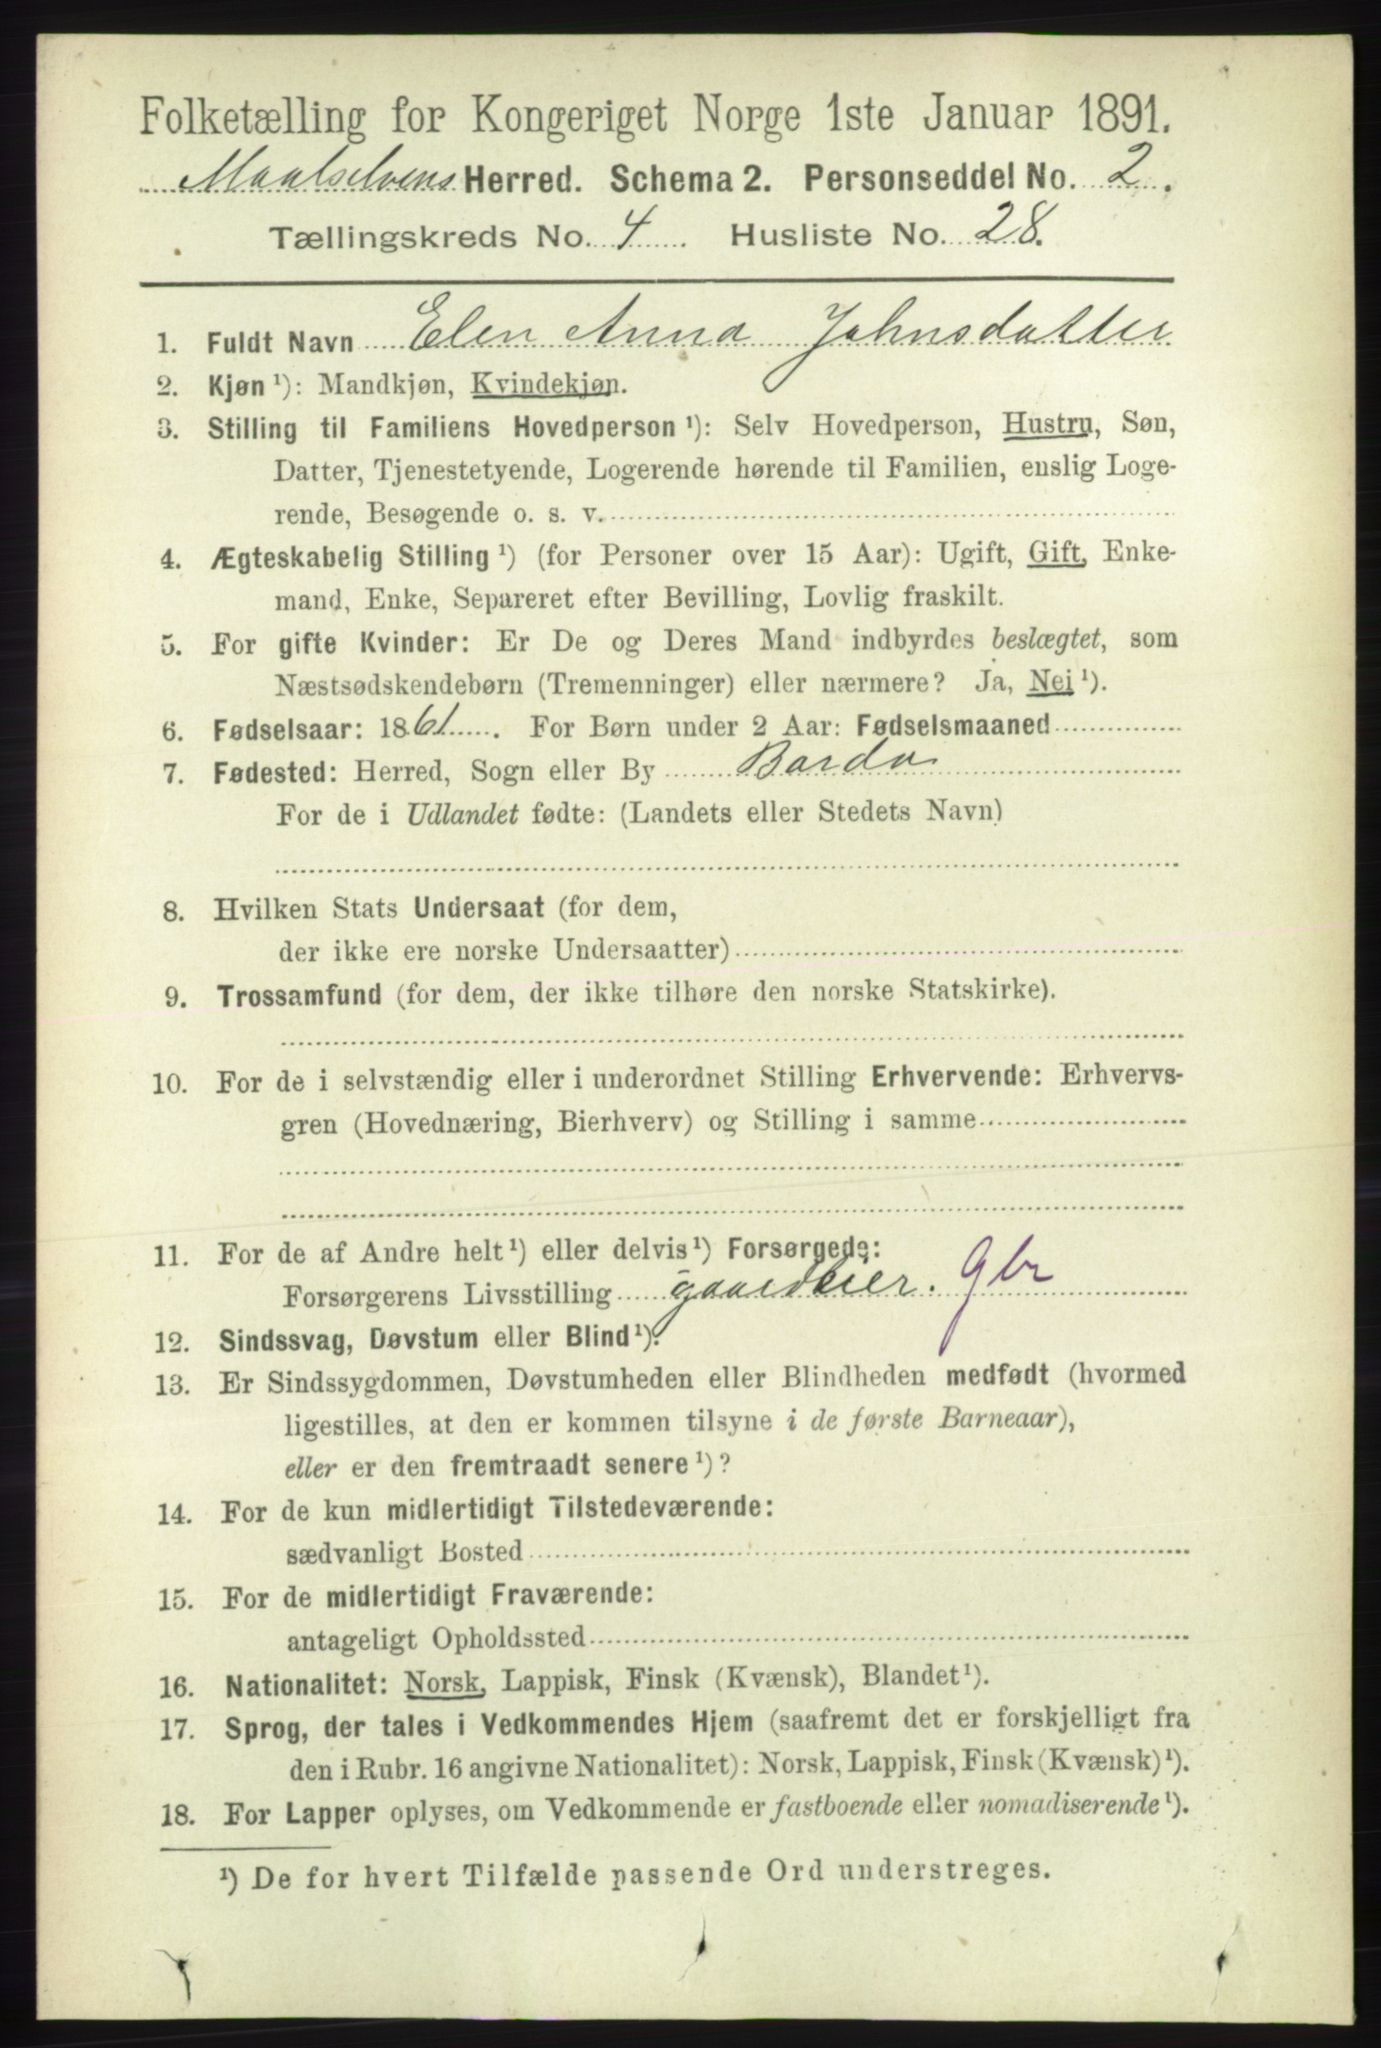 Folketælling for Kongeriget Norge 1ste Januar 1891.
Maalselvens Herred. Schema 2. Personseddel No. 2.
Tællingskreds No. 4 Husliste No. 28.
1. Fuldt Navn Elen Anna Johnsdatter
2. Kjøn ¹): Mandkjøn, Kvindekjøn.
3. Stilling til Familiens Hovedperson ¹): Selv Hovedperson, Hustru, Søn,
Datter, Tjenestetyende, Logerende hørende til Familien, enslig Loge-
rende, Besøgende o. s. v.
4. Ægteskabelig Stilling ¹) (for Personer over 15 Aar): Ugift, Gift, Enke-
mand, Enke, Separeret efter Bevilling, Lovlig fraskilt.
5. For gifte Kvinder: Er De og Deres Mand indbyrdes beslægtet, som
Næstsødskendebørn (Tremenninger) eller nærmere? Ja, Nei ¹).
6. Fødselsaar: 1861. For Børn under 2 Aar: Fødselsmaaned
7. Fødested: Herred, Sogn eller By Bardo
For de i Udlandet fødte: (Landets eller Stedets Navn)
8. Hvilken Stats Undersaat (for dem,
der ikke ere norske Undersaatter)
9. Trossamfund (for dem, der ikke tilhøre den norske Statskirke).
10. For de i selvstændig eller i underordnet Stilling Erhvervende: Erhvervs-
gren (Hovednæring, Bierhverv) og Stilling i samme
11. For de af Andre helt ¹) eller delvis ¹) Forsørgede:
Forsørgerens Livsstilling gaardeier. Gbr
12. Sindssvag, Døvstum eller Blind ¹).
13. Er Sindssygdommen, Døvstumheden eller Blindheden medfødt (hvormed
ligestilles, at den er kommen tilsyne i de første Barneaar),
eller er den fremtraadt senere ¹)?
14. For de kun midlertidigt Tilstedeværende:
sædvanligt Bosted
15. For de midlertidigt Fraværende:
antageligt Opholdssted
16. Nationalitet: Norsk, Lappisk, Finsk (Kvænsk), Blandet ¹).
17. Sprog, der tales i Vedkommendes Hjem (saafremt det er forskjelligt fra
den i Rubr. 16 angivne Nationalitet): Norsk, Lappisk, Finsk (Kvænsk) ¹).
18. For Lapper oplyses, om Vedkommende er fastboende eller nomadiserende ¹).
¹) De for hvert Tilfælde passende Ord understreges.